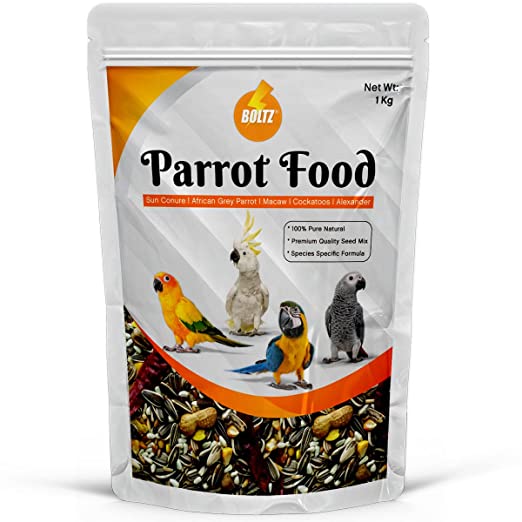 BOLTZ
Net Wt:
1 Kg
Parrot Food
Sun Conure | African Grey Parrot | Macaw | Cockatoos | Alexander
*100% Pure Natural
*Premium Quality Seed Mix
*Species Specific Formula